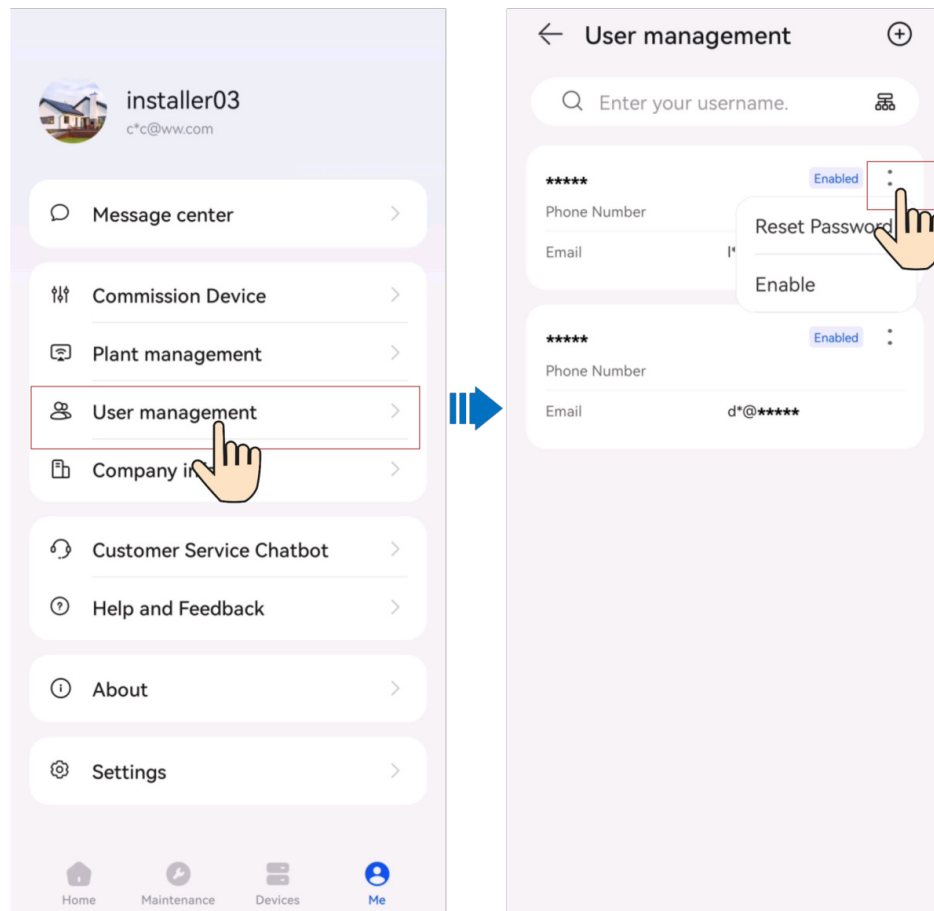 installer03
c*c@ww.com
Message center
Commission Device
Plant management
User management
Company in
Customer Service Chatbot
Help and Feedback
About
Settings
Home Maintenance Devices Me
User management
Enter your username.
***** Enabled
Phone Number
Reset Password
Email l*
Enable
***** Enabled
Phone Number
Email d*@*****